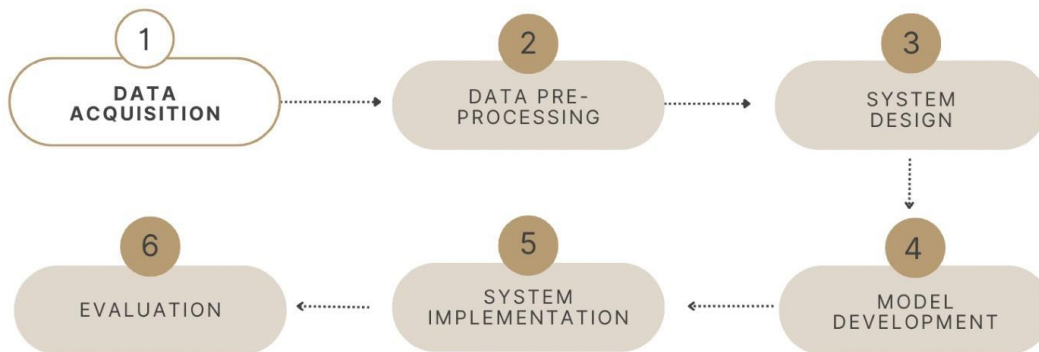 1
DATA
ACQUISITION
2
DATA PRE-
PROCESSING
3
SYSTEM
DESIGN
4
MODEL
DEVELOPMENT
5
SYSTEM
IMPLEMENTATION
6
EVALUATION